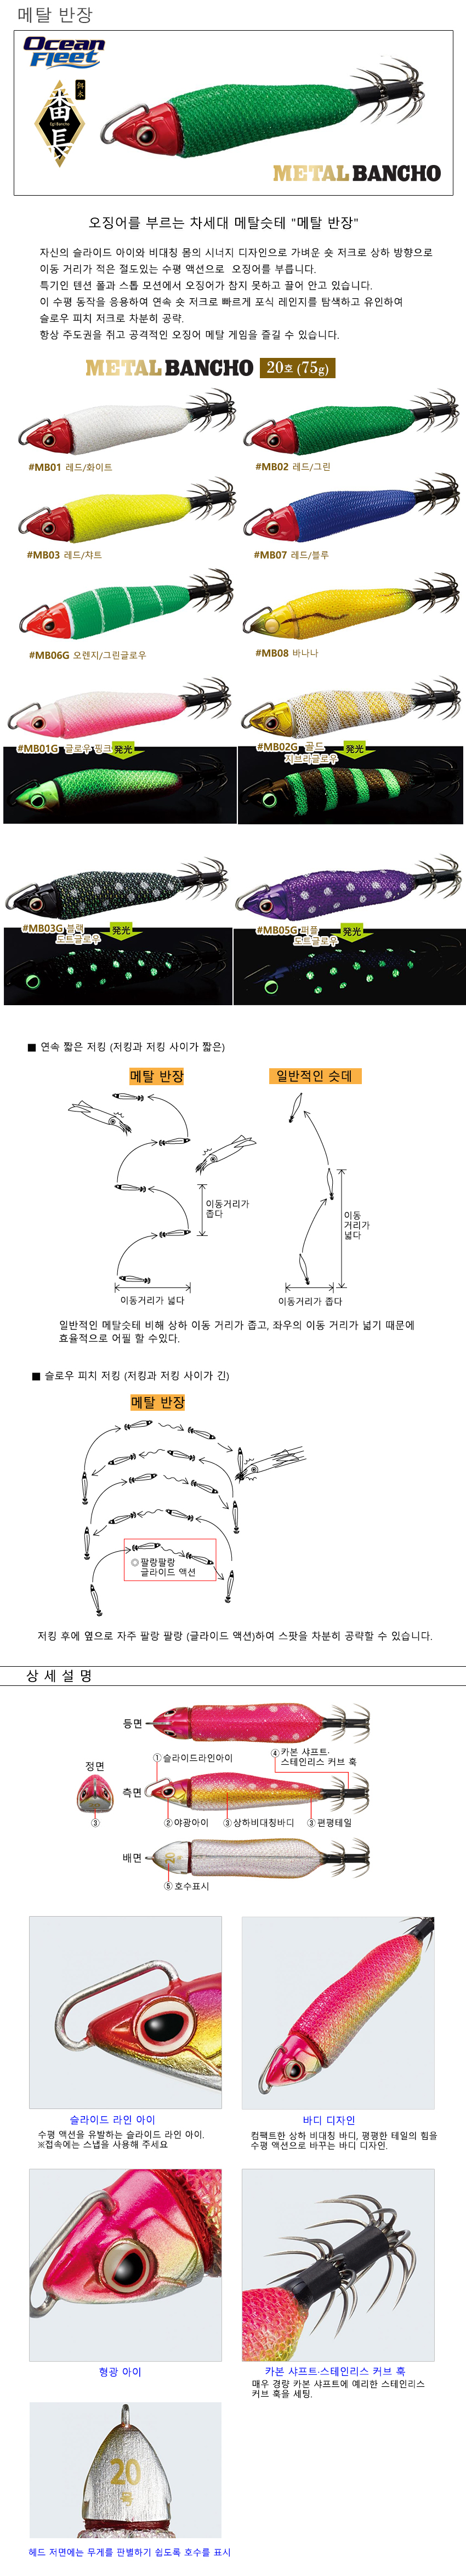 메탈 반장
Ocean
Fleet
餌木
番長
Egi Bancho
METAL BANCHO
오징어를 부르는 차세대 메탈슷테 "메탈 반장"
자신의 슬라이드 아이와 비대칭 몸의 시너지 디자인으로 가벼운 숏 저크로 상하 방향으로
이동 거리가 적은 절도있는 수평 액션으로 오징어를 부릅니다.
특기인 텐션 폴과 스톱 모션에서 오징어가 참지 못하고 끌어 안고 있습니다.
이 수평 동작을 응용하여 연속 숏 저크로 빠르게 포식 레인지를 탐색하고 유인하여
슬로우 피치 저크로 차분히 공략.
항상 주도권을 쥐고 공격적인 오징어 메탈 게임을 즐길 수 있습니다.
METAL BANCHO 20호 (75g)
#MB01 레드/화이트
#MB02 레드/그린
#MB03 레드/챠트
#MB07 레드/블루
#MB06G 오렌지/그린글로우
#MB08 바나나
#MB01G 글로우 핑크 発光
#MB02G 골드
지브라글로우 発光
#MB03G 블랙
도트글로우 発光
#MB05G 퍼플
도트글로우 発光
■ 연속 짧은 저킹 (저킹과 저킹 사이가 짧은)
메탈 반장
일반적인 슷데
이동거리가
좁다
이동
거리가
넓다
이동거리가 넓다
이동거리가 좁다
일반적인 메탈슷테 비해 상하 이동 거리가 좁고, 좌우의 이동 거리가 넓기 때문에
효율적으로 어필 할 수있다.
■ 슬로우 피치 저킹 (저킹과 저킹 사이가 긴)
메탈 반장
◎ 팔랑팔랑
글라이드 액션
저킹 후에 옆으로 자주 팔랑 팔랑 (글라이드 액션)하여 스팟을 차분히 공략할 수 있습니다.
상 세 설 명
등면
①슬라이드라인아이
④카본 샤프트·
스테인리스 커브 훅
정면
측면
③
②야광아이
③상하비대칭바디
③편평테일
배면
20
⑤호수표시
슬라이드 라인 아이
수평 액션을 유발하는 슬라이드 라인 아이.
※접속에는 스냅을 사용해 주세요
바디 디자인
컴팩트한 상하 비대칭 바디, 평평한 테일의 힘을
수평 액션으로 바꾸는 바디 디자인.
형광 아이
카본 샤프트·스테인리스 커브 훅
매우 경량 카본 샤프트에 예리한 스테인리스
커브 훅을 세팅.
20
号
헤드 저면에는 무게를 판별하기 쉽도록 호수를 표시